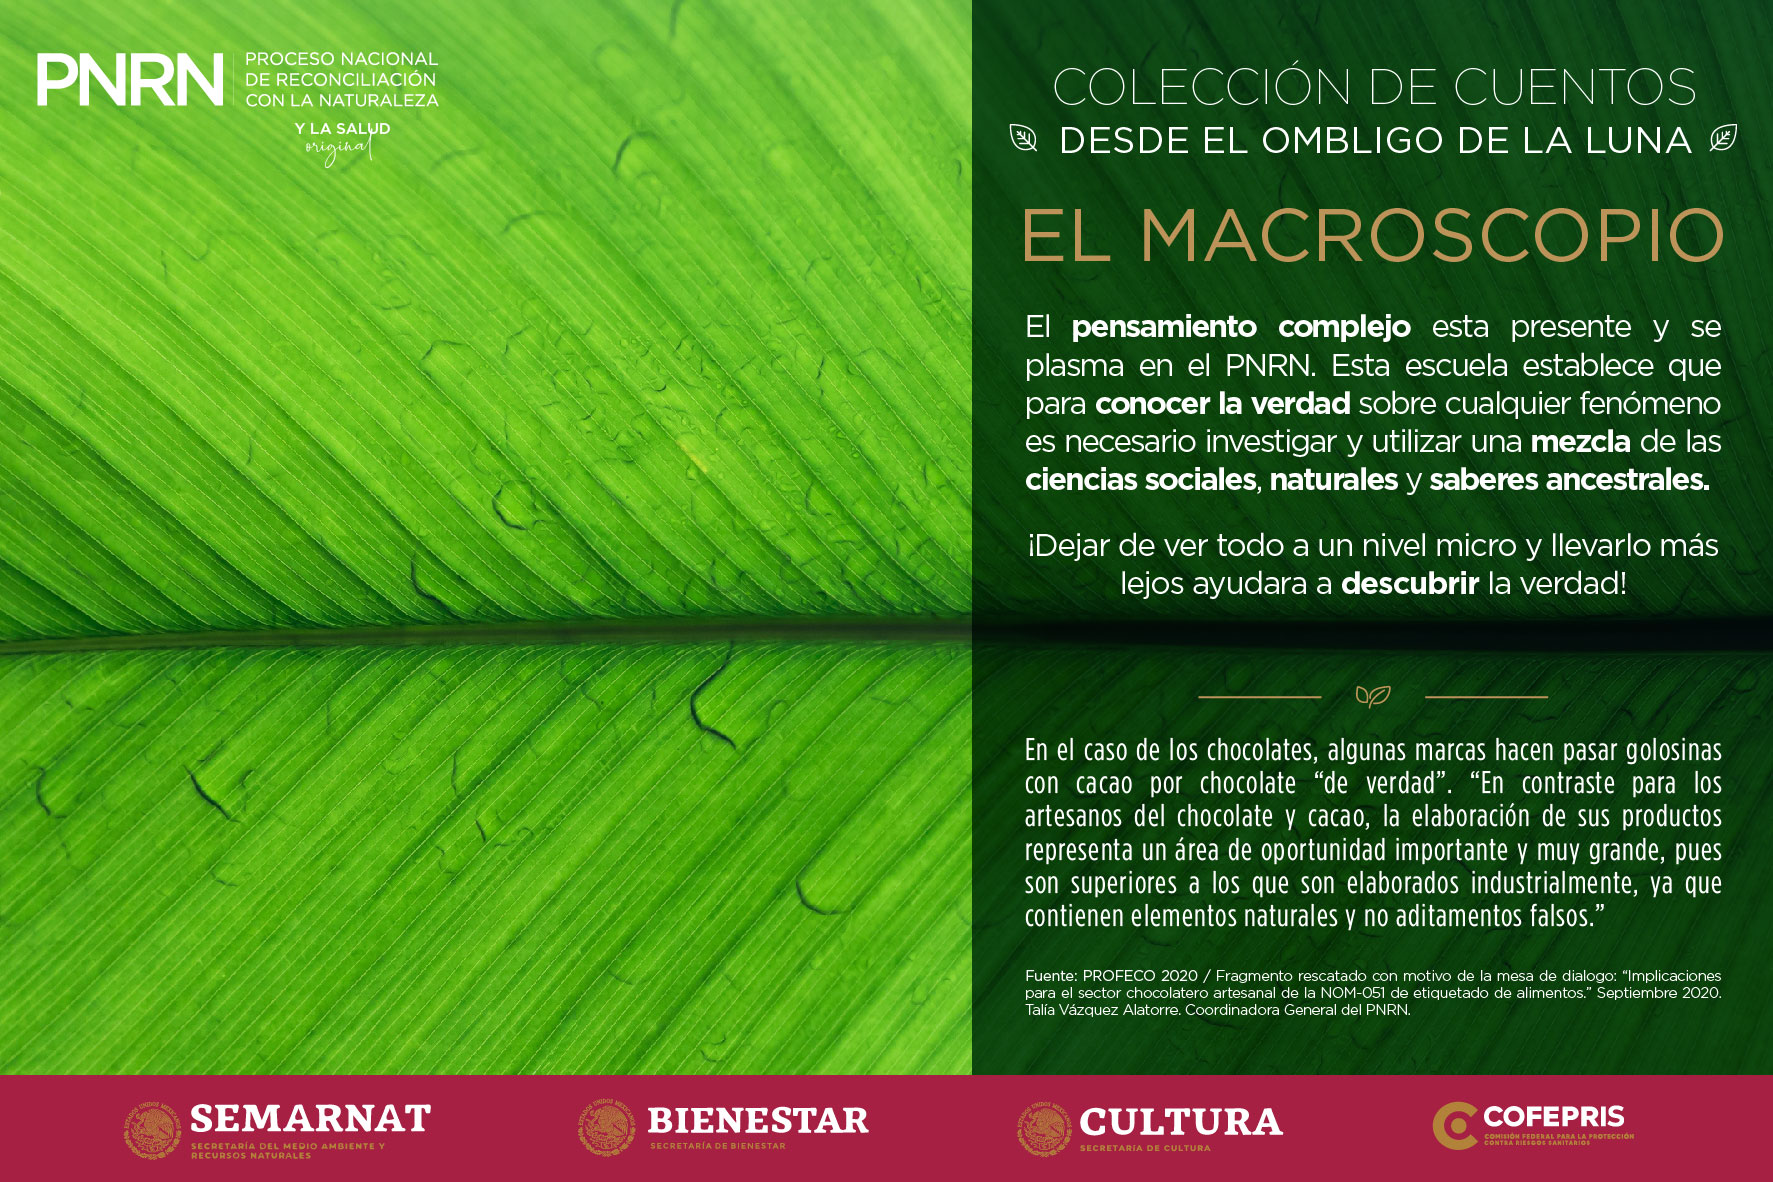 PNRN
PROCESO NACIONAL
DE RECONCILIACIÓN
CON LA NATURALEZA
Y LA SALUD
original
COLECCIÓN DE CUENTOS
DESDE EL OMBLIGO DE LA LUNA
EL MACROSCOPIO
El pensamiento complejo esta presente y se
plasma en el PNRN. Esta escuela establece que
para conocer la verdad sobre cualquier fenómeno
es necesario investigar y utilizar una mezcla de las
ciencias sociales, naturales y saberes ancestrales.
¡Dejar de ver todo a un nivel micro y llevarlo más
lejos ayudara a descubrir la verdad!
En el caso de los chocolates, algunas marcas hacen pasar golosinas
con cacao por chocolate “de verdad”. “En contraste para los
artesanos del chocolate y cacao, la elaboración de sus productos
representa un área de oportunidad importante y muy grande, pues
son superiores a los que son elaborados industrialmente, ya que
contienen elementos naturales y no aditamentos falsos.”
Fuente: PROFECO 2020 / Fragmento rescatado con motivo de la mesa de dialogo: “Implicaciones
para el sector chocolatero artesanal de la NOM-051 de etiquetado de alimentos.” Septiembre 2020.
Talía Vázquez Alatorre. Coordinadora General del PNRN.
SEMARNAT
SECRETARÍA DEL MEDIO AMBIENTE Y
RECURSOS NATURALES
BIENESTAR
SECRETARÍA DE BIENESTAR
CULTURA
SECRETARÍA DE CULTURA
COFEPRIS
COMISIÓN FEDERAL PARA LA PROTECCIÓN
CONTRA RIESGOS SANITARIOS